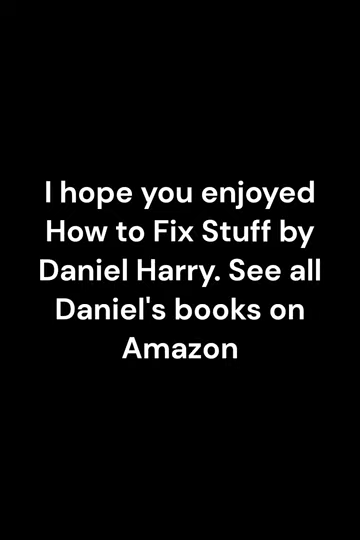 I hope you enjoyed
How to Fix Stuff by
Daniel Harry. See all
Daniel's books on
Amazon